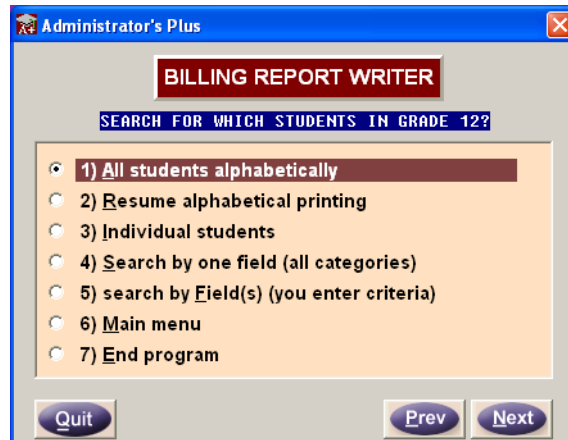 Administrator's Plus
BILLING REPORT WRITER
SEARCH FOR WHICH STUDENTS IN GRADE 12?
1) All students alphabetically
2) Resume alphabetical printing
3) Individual students
4) Search by one field (all categories)
5) search by Field(s) (you enter criteria)
6) Main menu
7) End program
Quit Prev Next